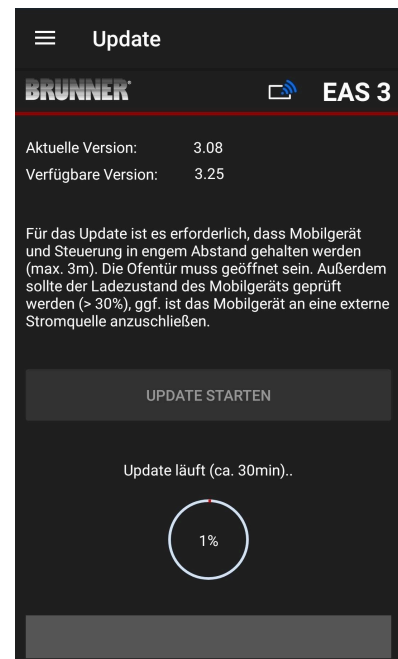 Update
BRUNNER EAS 3
Aktuelle Version: 3.08
Verfügbare Version: 3.25
Für das Update ist es erforderlich, dass Mobilgerät
und Steuerung in engem Abstand gehalten werden
(max. 3m). Die Ofentür muss geöffnet sein. Außerdem
sollte der Ladezustand des Mobilgeräts geprüft
werden (> 30%), ggf. ist das Mobilgerät an eine externe
Stromquelle anzuschließen.
UPDATE STARTEN
Update läuft (ca. 30min)..
1%